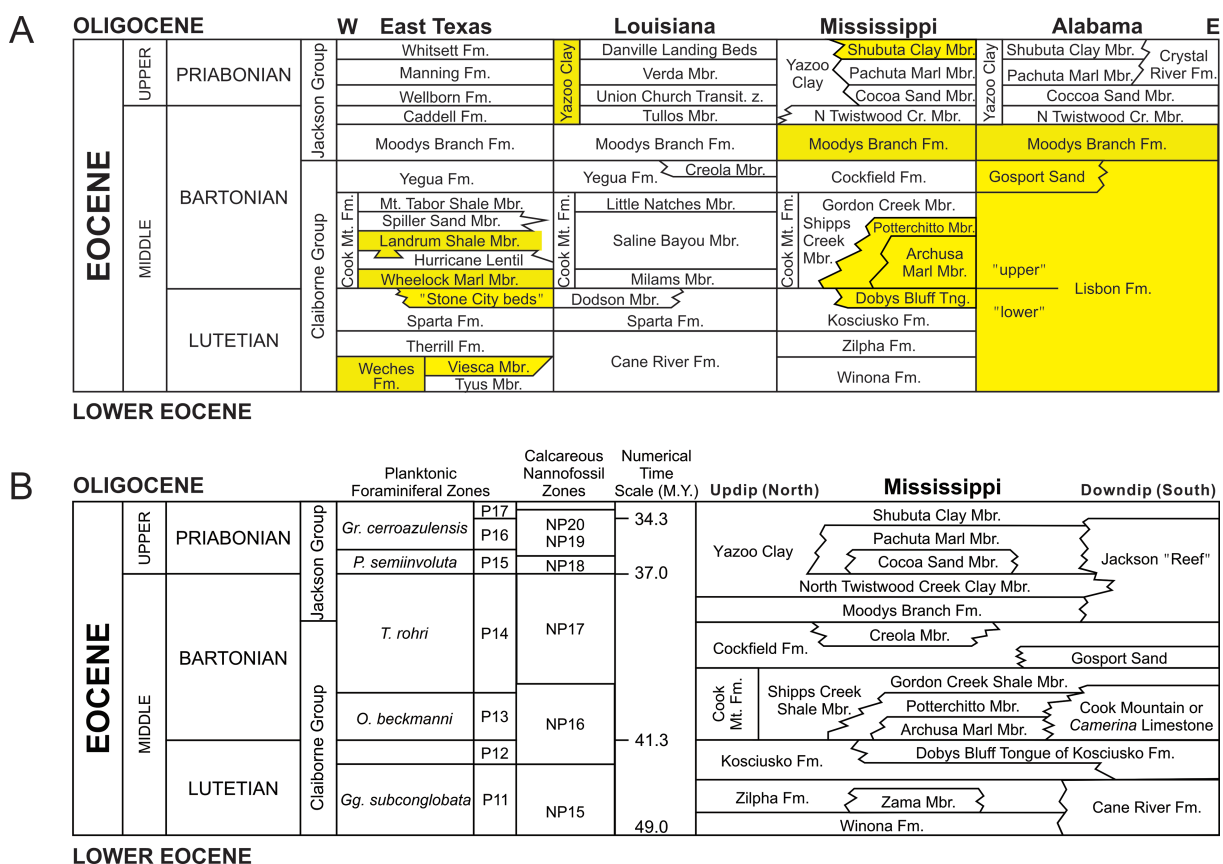 A
OLIGOCENE
W
East Texas
Louisiana
Mississippi
Alabama
E
EOCENE
UPPER
MIDDLE
PRIABONIAN
BARTONIAN
LUTETIAN
Jackson Group
Claiborne Group
Whitsett Fm.
Manning Fm.
Wellborn Fm.
Caddell Fm.
Moodys Branch Fm.
Yegua Fm.
Cook Mt. Fm.
Mt. Tabor Shale Mbr.
Spiller Sand Mbr.
Landrum Shale Mbr.
Hurricane Lentil
Wheelock Marl Mbr.
"Stone City beds"
Sparta Fm.
Therrill Fm.
Weches
Fm.
Viesca Mbr.
Tyus Mbr.
Yazoo Clay
Danville Landing Beds
Verda Mbr.
Union Church Transit. z.
Tullos Mbr.
Moodys Branch Fm.
Yegua Fm.
Creola Mbr.
Cook Mt. Fm.
Little Natches Mbr.
Saline Bayou Mbr.
Milams Mbr.
Dodson Mbr.
Sparta Fm.
Cane River Fm.
Yazoo
Clay
Shubuta Clay Mbr.
Pachuta Marl Mbr.
Cocoa Sand Mbr.
N Twistwood Cr. Mbr.
Moodys Branch Fm.
Cockfield Fm.
Cook Mt. Fm.
Gordon Creek Mbr.
Shipps
Creek
Mbr.
Potterchitto Mbr.
Archusa
Marl Mbr.
Dobys Bluff Tng.
Kosciusko Fm.
Zilpha Fm.
Winona Fm.
Yazoo Clay
Shubuta Clay Mbr.
Pachuta Marl Mbr.
Crystal
River Fm.
Coccoa Sand Mbr.
N Twistwood Cr. Mbr.
Moodys Branch Fm.
Gosport Sand
"upper"
Lisbon Fm.
"lower"
LOWER EOCENE
B
OLIGOCENE
Planktonic
Foraminiferal Zones
Calcareous
Nannofossil
Zones
Numerical
Time
Scale (M.Y.)
Updip (North)
Mississippi
Downdip (South)
EOCENE
UPPER
MIDDLE
PRIABONIAN
BARTONIAN
LUTETIAN
Jackson Group
Claiborne Group
Gr. cerroazulensis
P. semiinvoluta
T. rohri
O. beckmanni
Gg. subconglobata
P17
P16
P15
P14
P13
P12
P11
NP20
NP19
NP18
NP17
NP16
NP15
34.3
37.0
41.3
49.0
Yazoo Clay
Shubuta Clay Mbr.
Pachuta Marl Mbr.
Cocoa Sand Mbr.
Jackson "Reef"
North Twistwood Creek Clay Mbr.
Moodys Branch Fm.
Cockfield Fm.
Creola Mbr.
Gosport Sand
Cook
Mt. Fm.
Shipps Creek
Shale Mbr.
Gordon Creek Shale Mbr.
Potterchitto Mbr.
Archusa Marl Mbr.
Cook Mountain or
Camerina Limestone
Kosciusko Fm.
Dobys Bluff Tongue of Kosciusko Fm.
Zilpha Fm.
Zama Mbr.
Cane River Fm.
Winona Fm.
LOWER EOCENE